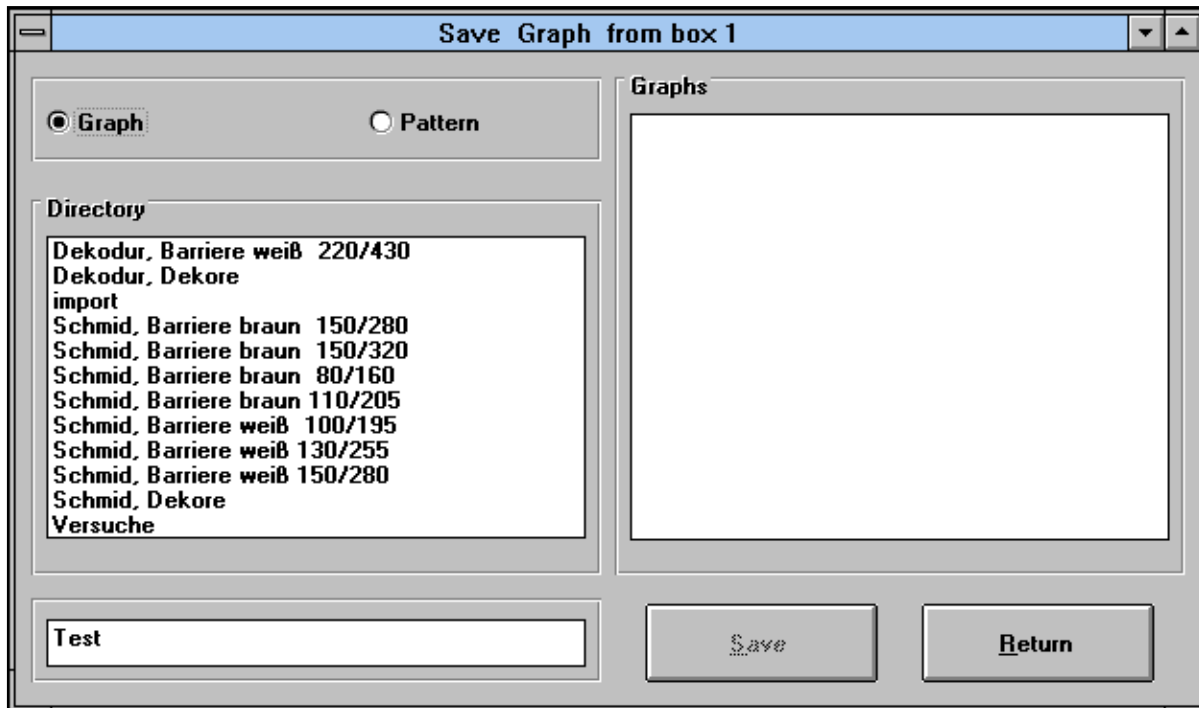 Save Graph from box 1
Graph
Pattern
Directory
Dekodur, Barriere weiß 220/430
Dekodur, Dekore
import
Schmid, Barriere braun 150/280
Schmid, Barriere braun 150/320
Schmid, Barriere braun 80/160
Schmid, Barriere braun 110/205
Schmid, Barriere weiß 100/195
Schmid, Barriere weiß 130/255
Schmid, Barriere weiß 150/280
Schmid, Dekore
Versuche
Test
Graphs
Save
Return